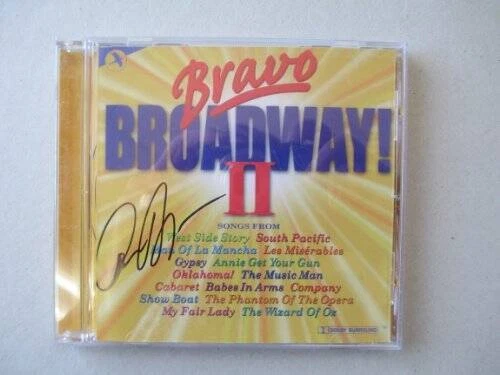 Bravo
BROADWAY!
II
SONGS FROM
West Side Story South Pacific
Man Of La Mancha Les Misérables
Gypsy Annie Get Your Gun
Oklahoma! The Music Man
Cabaret Babes In Arms Company
Show Boat The Phantom Of The Opera
My Fair Lady The Wizard Of Oz
DOLBY SURROUND